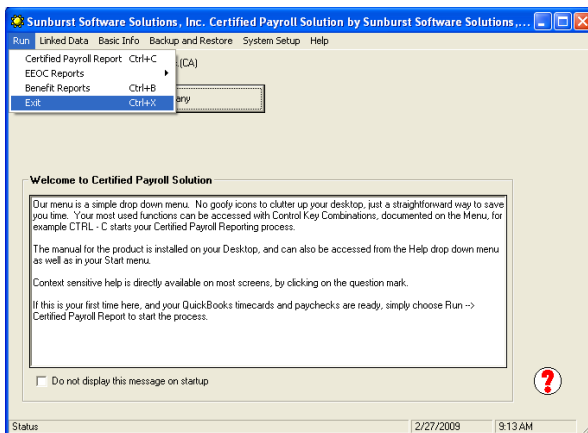 Sunburst Software Solutions, Inc. Certified Payroll Solution by Sunburst Software Solutions,...
Run Linked Data Basic Info Backup and Restore System Setup Help
Certified Payroll Report Ctrl+C
.(CA)
EEOC Reports
Benefit Reports Ctrl+B
any
Exit Ctrl+X
Welcome to Certified Payroll Solution
Our menu is a simple drop down menu. No goofy icons to clutter up your desktop, just a straightforward way to save
you time. Your most used functions can be accessed with Control Key Combinations, documented on the Menu, for
example CTRL - C starts your Certified Payroll Reporting process.
The manual for the product is installed on your Desktop, and can also be accessed from the Help drop down menu
as well as in your Start menu.
Context sensitive help is directly available on most screens, by clicking on the question mark.
If this is your first time here, and your QuickBooks timecards and paychecks are ready, simply choose Run -->
Certified Payroll Report to start the process.
Do not display this message on startup
?
Status 2/27/2009 9:13 AM